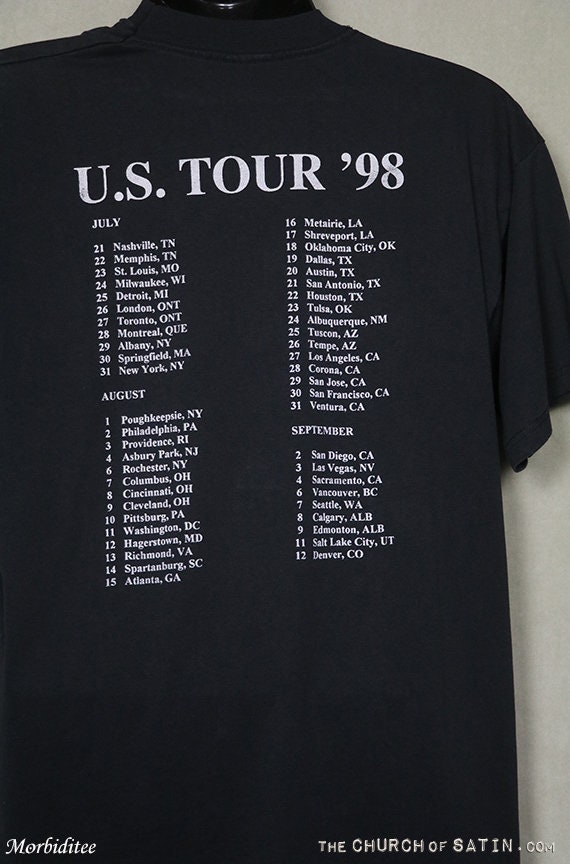 U.S. TOUR '98
JULY
21 Nashville, TN
22 Memphis, TN
23 St. Louis, MO
24 Milwaukee, WI
25 Detroit, MI
26 London, ONT
27 Toronto, ONT
28 Montreal, QUE
29 Albany, NY
30 Springfield, MA
31 New York, NY
AUGUST
1 Poughkeepsie, NY
2 Philadelphia, PA
3 Providence, RI
4 Asbury Park, NJ
6 Rochester, NY
7 Columbus, OH
8 Cincinnati, OH
9 Cleveland, OH
10 Pittsburg, PA
11 Washington, DC
12 Hagerstown, MD
13 Richmond, VA
14 Spartanburg, SC
15 Atlanta, GA
16 Metairie, LA
17 Shreveport, LA
18 Oklahoma City, OK
19 Dallas, TX
20 Austin, TX
21 San Antonio, TX
22 Houston, TX
23 Tulsa, OK
24 Albuquerque, NM
25 Tuscon, AZ
26 Tempe, AZ
27 Los Angeles, CA
28 Corona, CA
29 San Jose, CA
30 San Francisco, CA
31 Ventura, CA
SEPTEMBER
2 San Diego, CA
3 Las Vegas, NV
4 Sacramento, CA
6 Vancouver, BC
7 Seattle, WA
8 Calgary, ALB
9 Edmonton, ALB
11 Salt Lake City, UT
12 Denver, CO
Morbiditee
THE CHURCH OF SATIN.COM